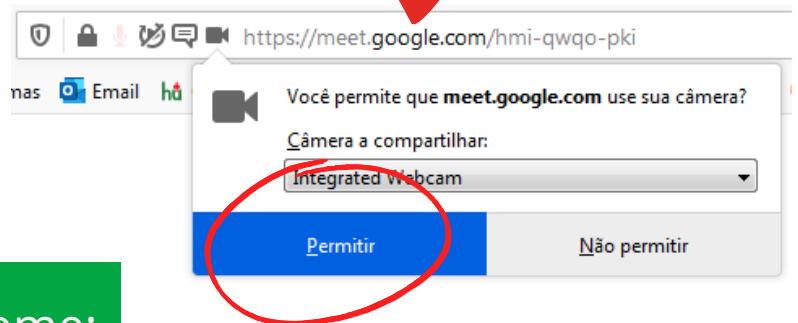 https://meet.google.com/hmi-qwqo-pki
Email
Você permite que meet.google.com use sua câmera?
Câmera a compartilhar:
Integrated Webcam
Permitir
Não permitir